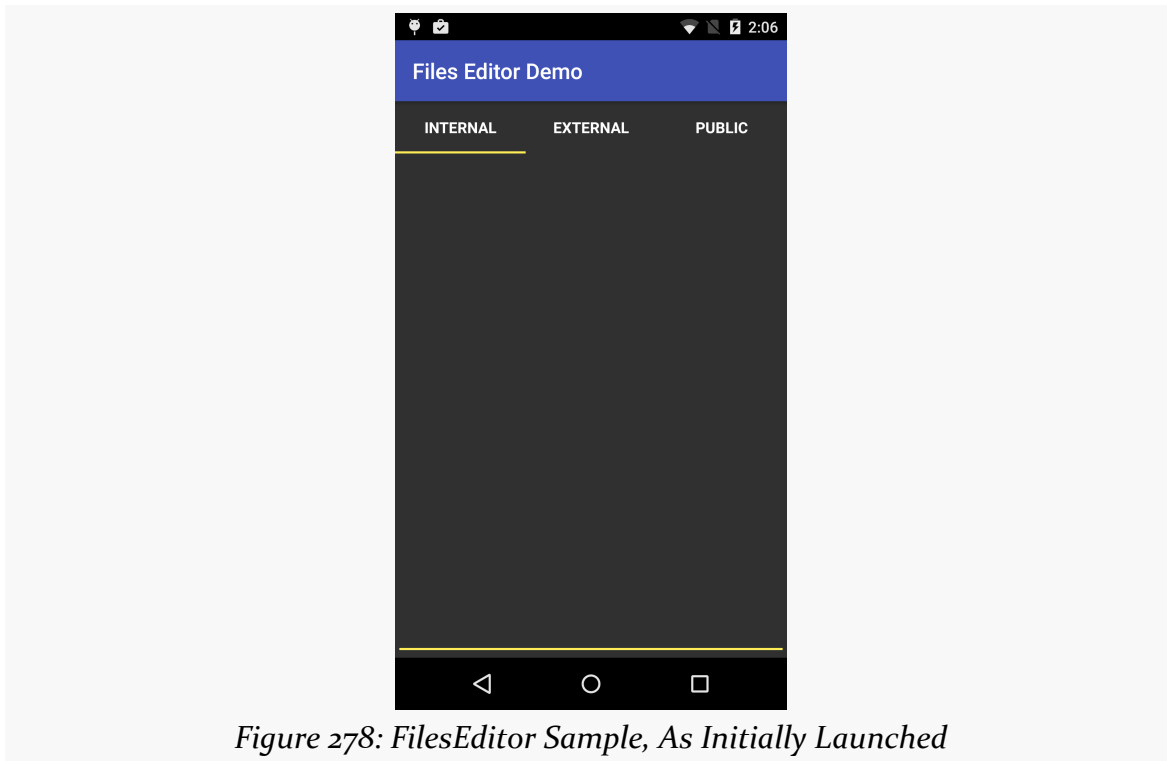 2:06
Files Editor Demo
INTERNAL EXTERNAL PUBLIC
Figure 278: FilesEditor Sample, As Initially Launched